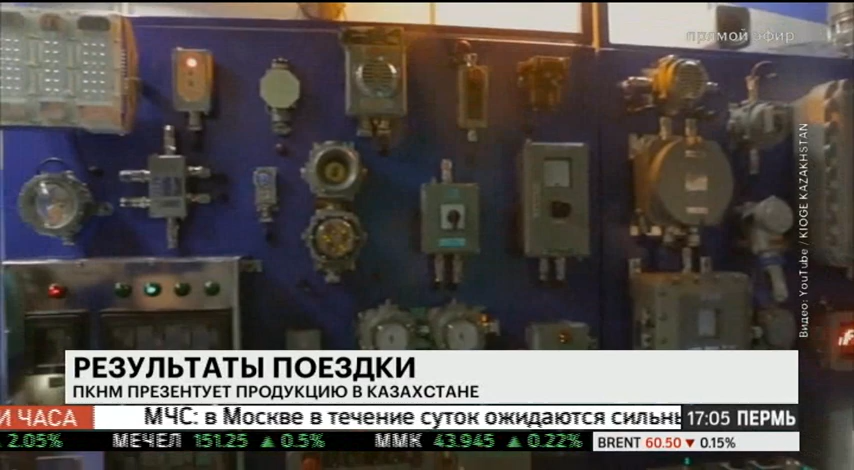 прямой эфир
Видео: YouTube / KIOGE KAZAKHSTAN
РЕЗУЛЬТАТЫ ПОЕЗДКИ
ПКНМ ПРЕЗЕНТУЕТ ПРОДУКЦИЮ В КАЗАХСТАНЕ
И ЧАСА МЧС: в Москве в течение суток ожидаются сильны 17:05 ПЕРМЬ
2.05% МЕЧЕЛ 151.25 ▲ 0.5% ММК 43.945 ▲ 0.22% BRENT 60.50 ▼ 0.15%